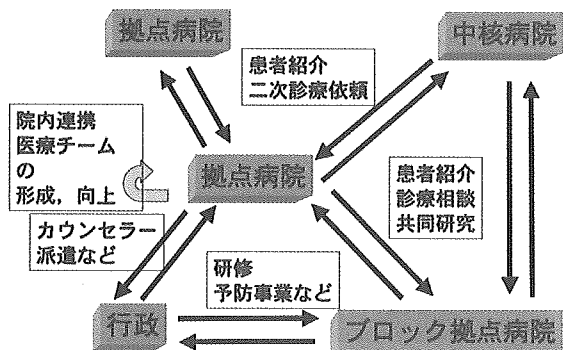 拠点病院
中核病院
患者紹介
二次診療依頼
院内連携
医療チーム
の
形成，向上
拠点病院
患者紹介
診療相談
共同研究
カウンセラー
派遣など
研修
予防事業など
行政
ブロック拠点病院